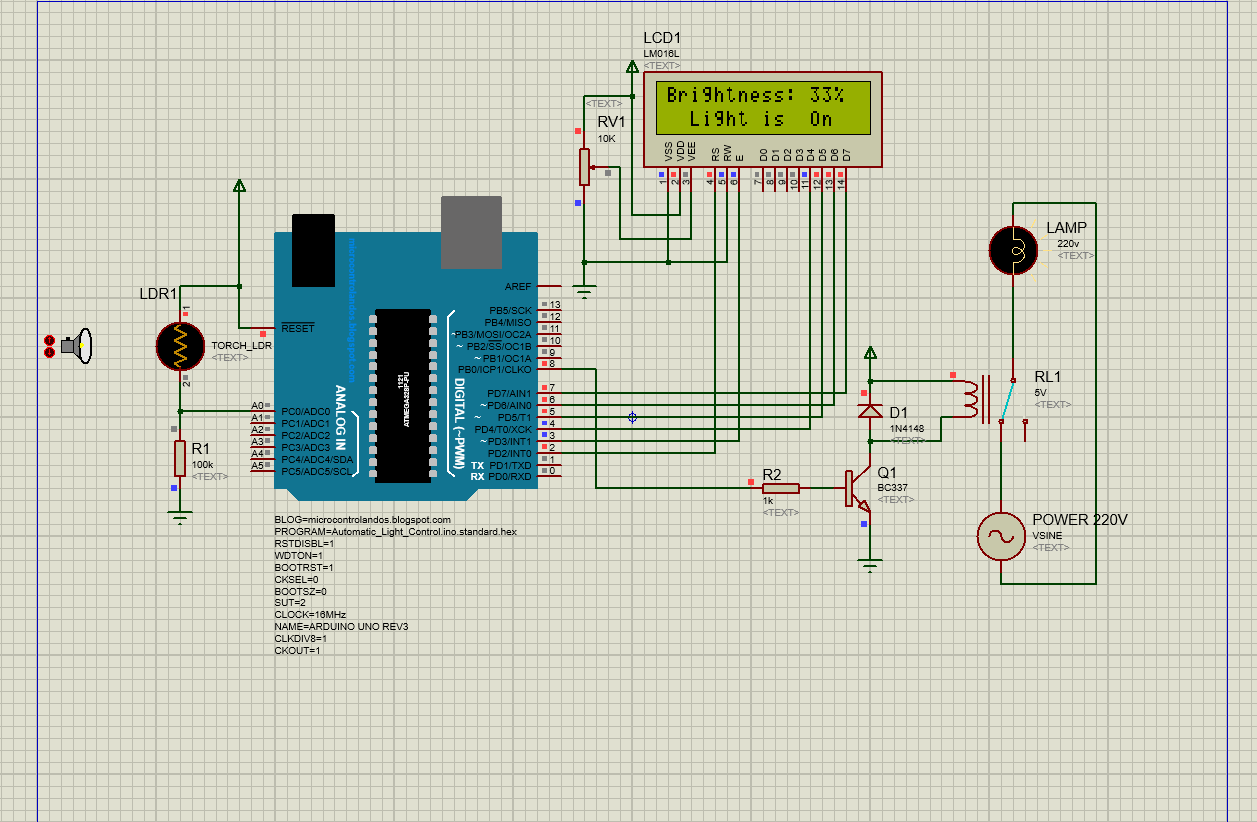 LCD1
LM016L
<TEXT>
Brightness: 33%
Light is On
<TEXT>
RV1
10K
VSS
VDD
VEE
RS
RW
E
D0
D1
D2
D3
D4
D5
D6
D7
1
2
3
4
5
6
7
8
9
10
11
12
13
14
LAMP
220v
<TEXT>
LDR1
1
2
TORCH_LDR
<TEXT>
microcontrolandos.blogspot.com
RESET
AREF
PB5/SCK
13
PB4/MISO
12
~PB3/MOSI/OC2A
11
~ PB2/SS/OC1B
10
~ PB1/OC1A
9
PB0/ICP1/CLKO
8
PD7/AIN1
7
~PD6/AIN0
6
~ PD5/T1
5
PD4/T0/XCK
4
~PD3/INT1
3
PD2/INT0
2
TX PD1/TXD
1
RX PD0/RXD
0
1121
ATMEGA328P-PU
ANALOG IN
DIGITAL (~PWM)
A0
PC0/ADC0
A1
PC1/ADC1
A2
PC2/ADC2
A3
PC3/ADC3
A4
PC4/ADC4/SDA
A5
PC5/ADC5/SCL
R1
100k
<TEXT>
RL1
5V
<TEXT>
D1
1N4148
<TEXT>
Q1
BC337
<TEXT>
R2
1k
<TEXT>
POWER 220V
VSINE
<TEXT>
BLOG=microcontrolandos.blogspot.com
PROGRAM=Automatic_Light_Control.ino.standard.hex
RSTDISBL=1
WDTON=1
BOOTRST=1
CKSEL=0
BOOTSZ=0
SUT=2
CLOCK=16MHz
NAME=ARDUINO UNO REV3
CLKDIV8=1
CKOUT=1